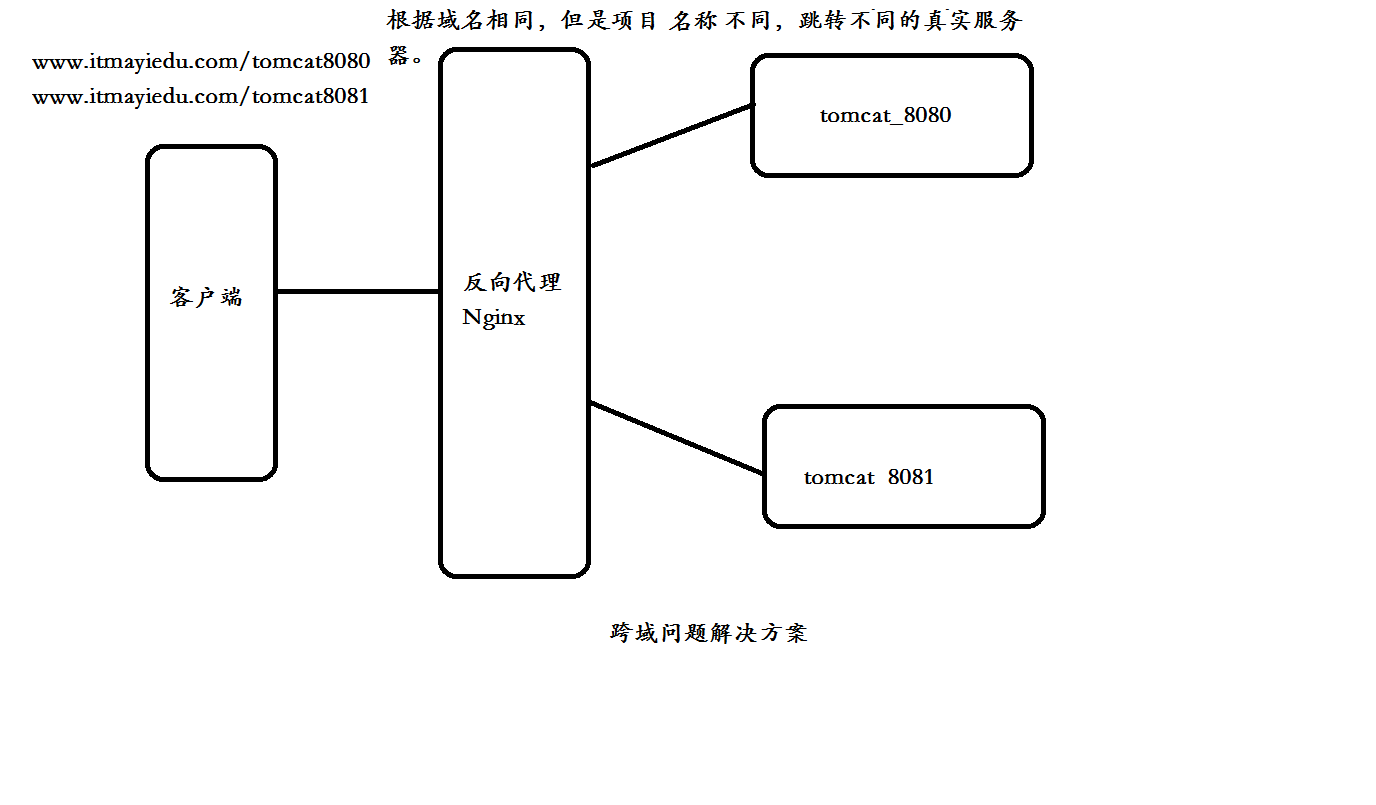 根据域名相同，但是项目 名称 不同，跳转不同的真实服务
器。
www.itmayiedu.com/tomcat8080
www.itmayiedu.com/tomcat8081
tomcat_8080
客户端
反向代理
Nginx
tomcat 8081
跨域问题解决方案